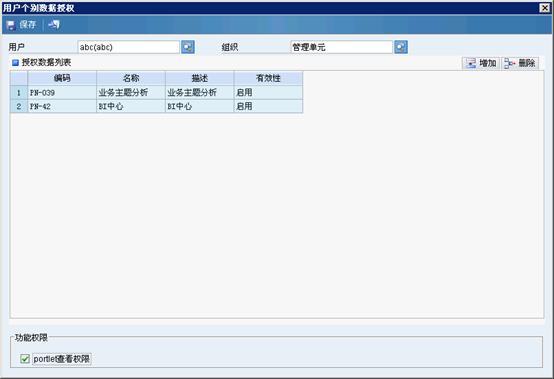 用户个别数据授权
保存
用户 abc(abc) 组织 管理单元
授权数据列表 增加 删除
编码 名称 描述 有效性
1 PN-039 业务主题分析 业务主题分析 启用
2 PN-42 BI中心 BI中心 启用
功能权限
portlet查看权限